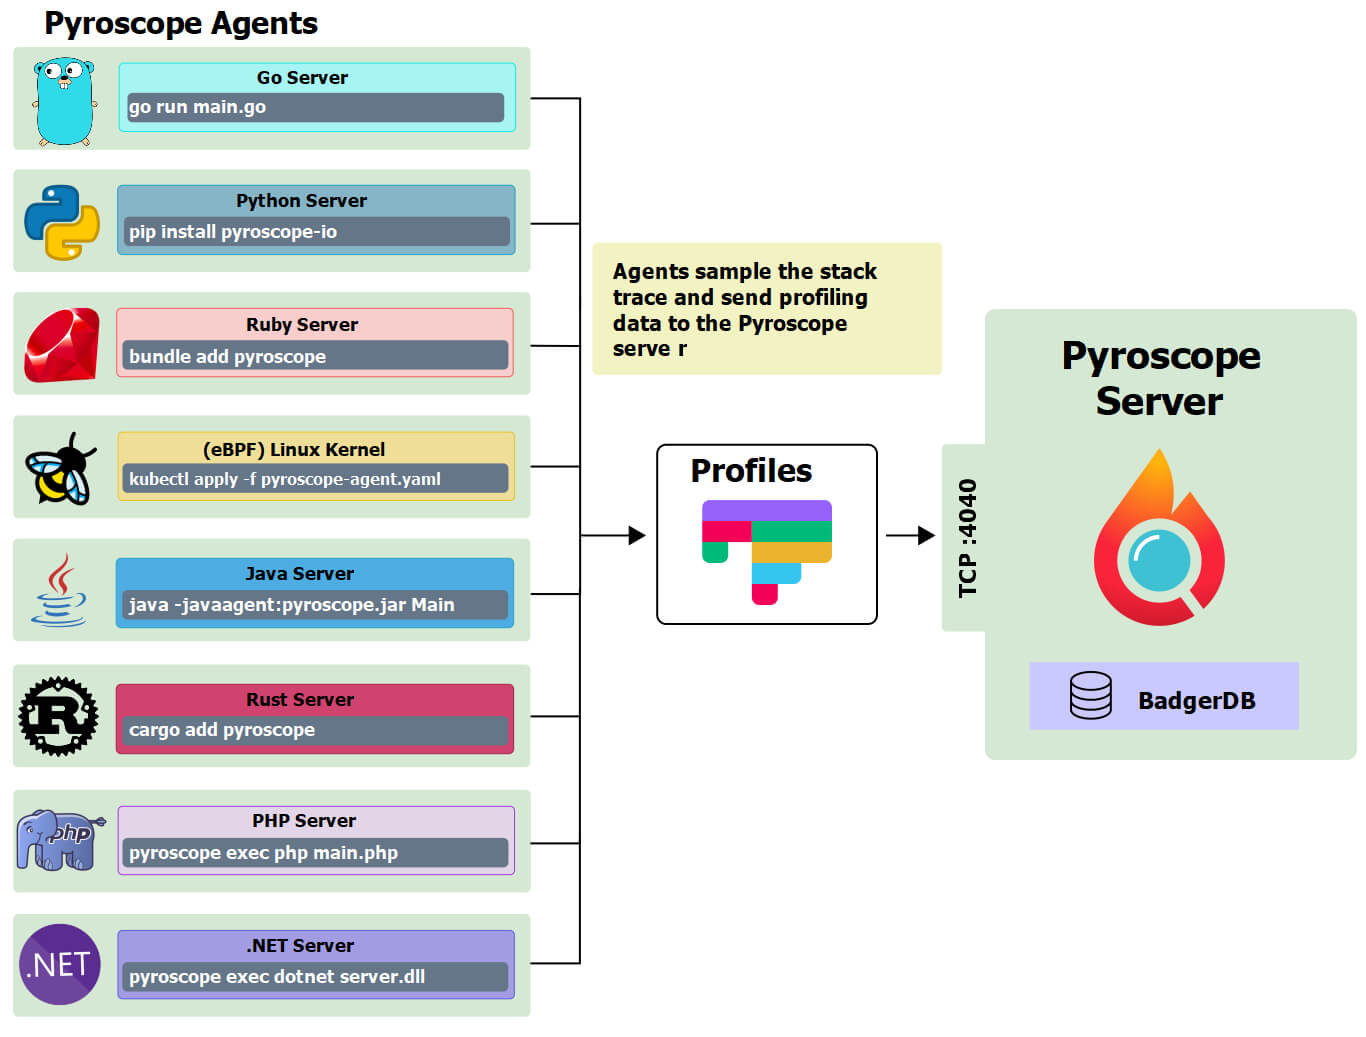 Pyroscope Agents
Go Server
go run main.go
Python Server
pip install pyroscope-io
Ruby Server
bundle add pyroscope
(eBPF) Linux Kernel
kubectl apply -f pyroscope-agent.yaml
Java Server
java -javaagent:pyroscope.jar Main
Rust Server
R
cargo add pyroscope
PHP Server
php
pyroscope exec php main.php
.NET Server
.NET
pyroscope exec dotnet server.dll
Agents sample the stack
trace and send profiling
data to the Pyroscope
serve r
Profiles
TCP :4040
Pyroscope
Server
BadgerDB